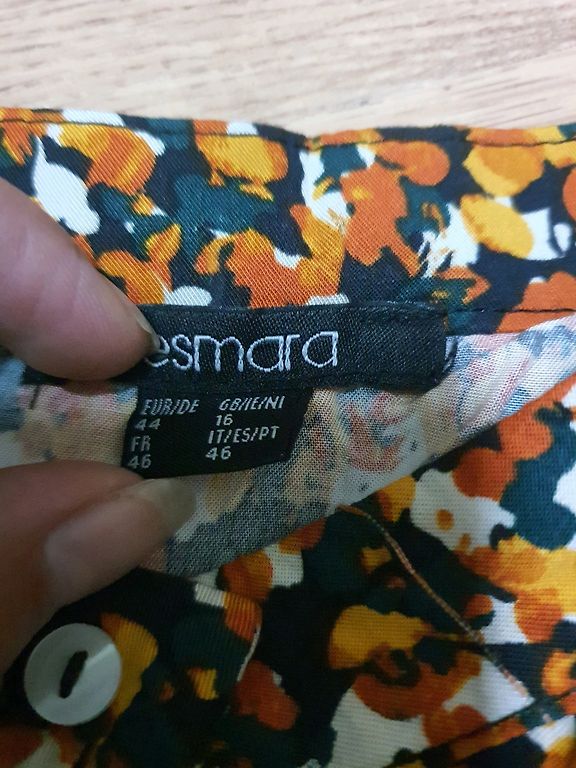 esmara
EUR/DE GB/IE/NI
44 16
FR IT/ES/PT
46 46